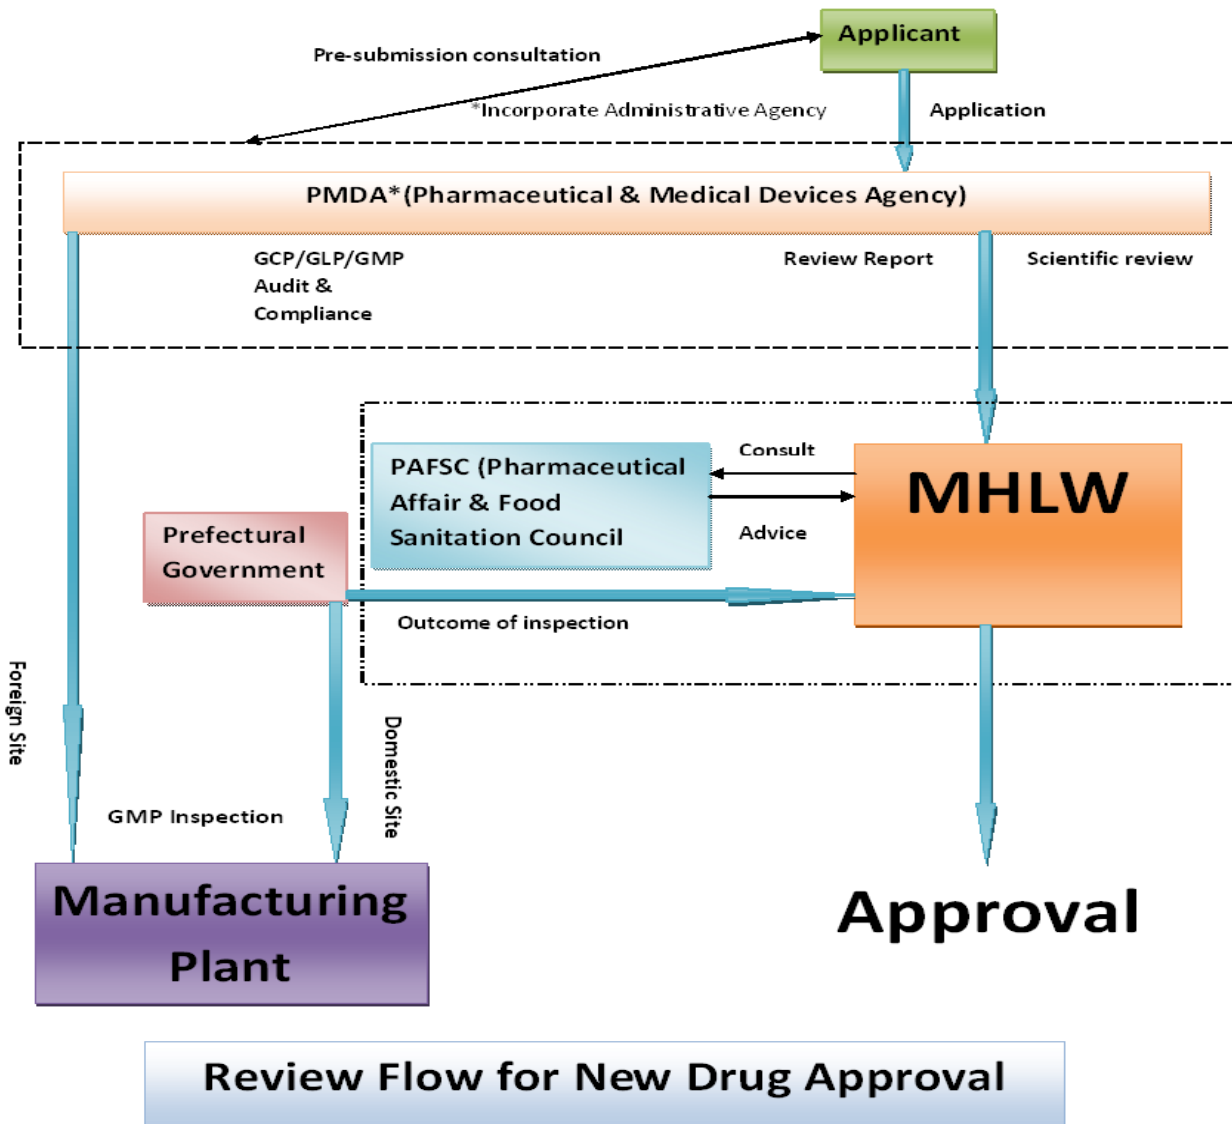 Applicant
Pre-submission consultation
*Incorporate Administrative Agency
Application
PMDA*(Pharmaceutical & Medical Devices Agency)
GCP/GLP/GMP
Audit &
Compliance
Review Report
Scientific review
PAFSC (Pharmaceutical
Affair & Food
Sanitation Council
Consult
Advice
MHLW
Prefectural
Government
Outcome of inspection
Foreign Site
Domestic Site
GMP Inspection
Manufacturing
Plant
Approval
Review Flow for New Drug Approval